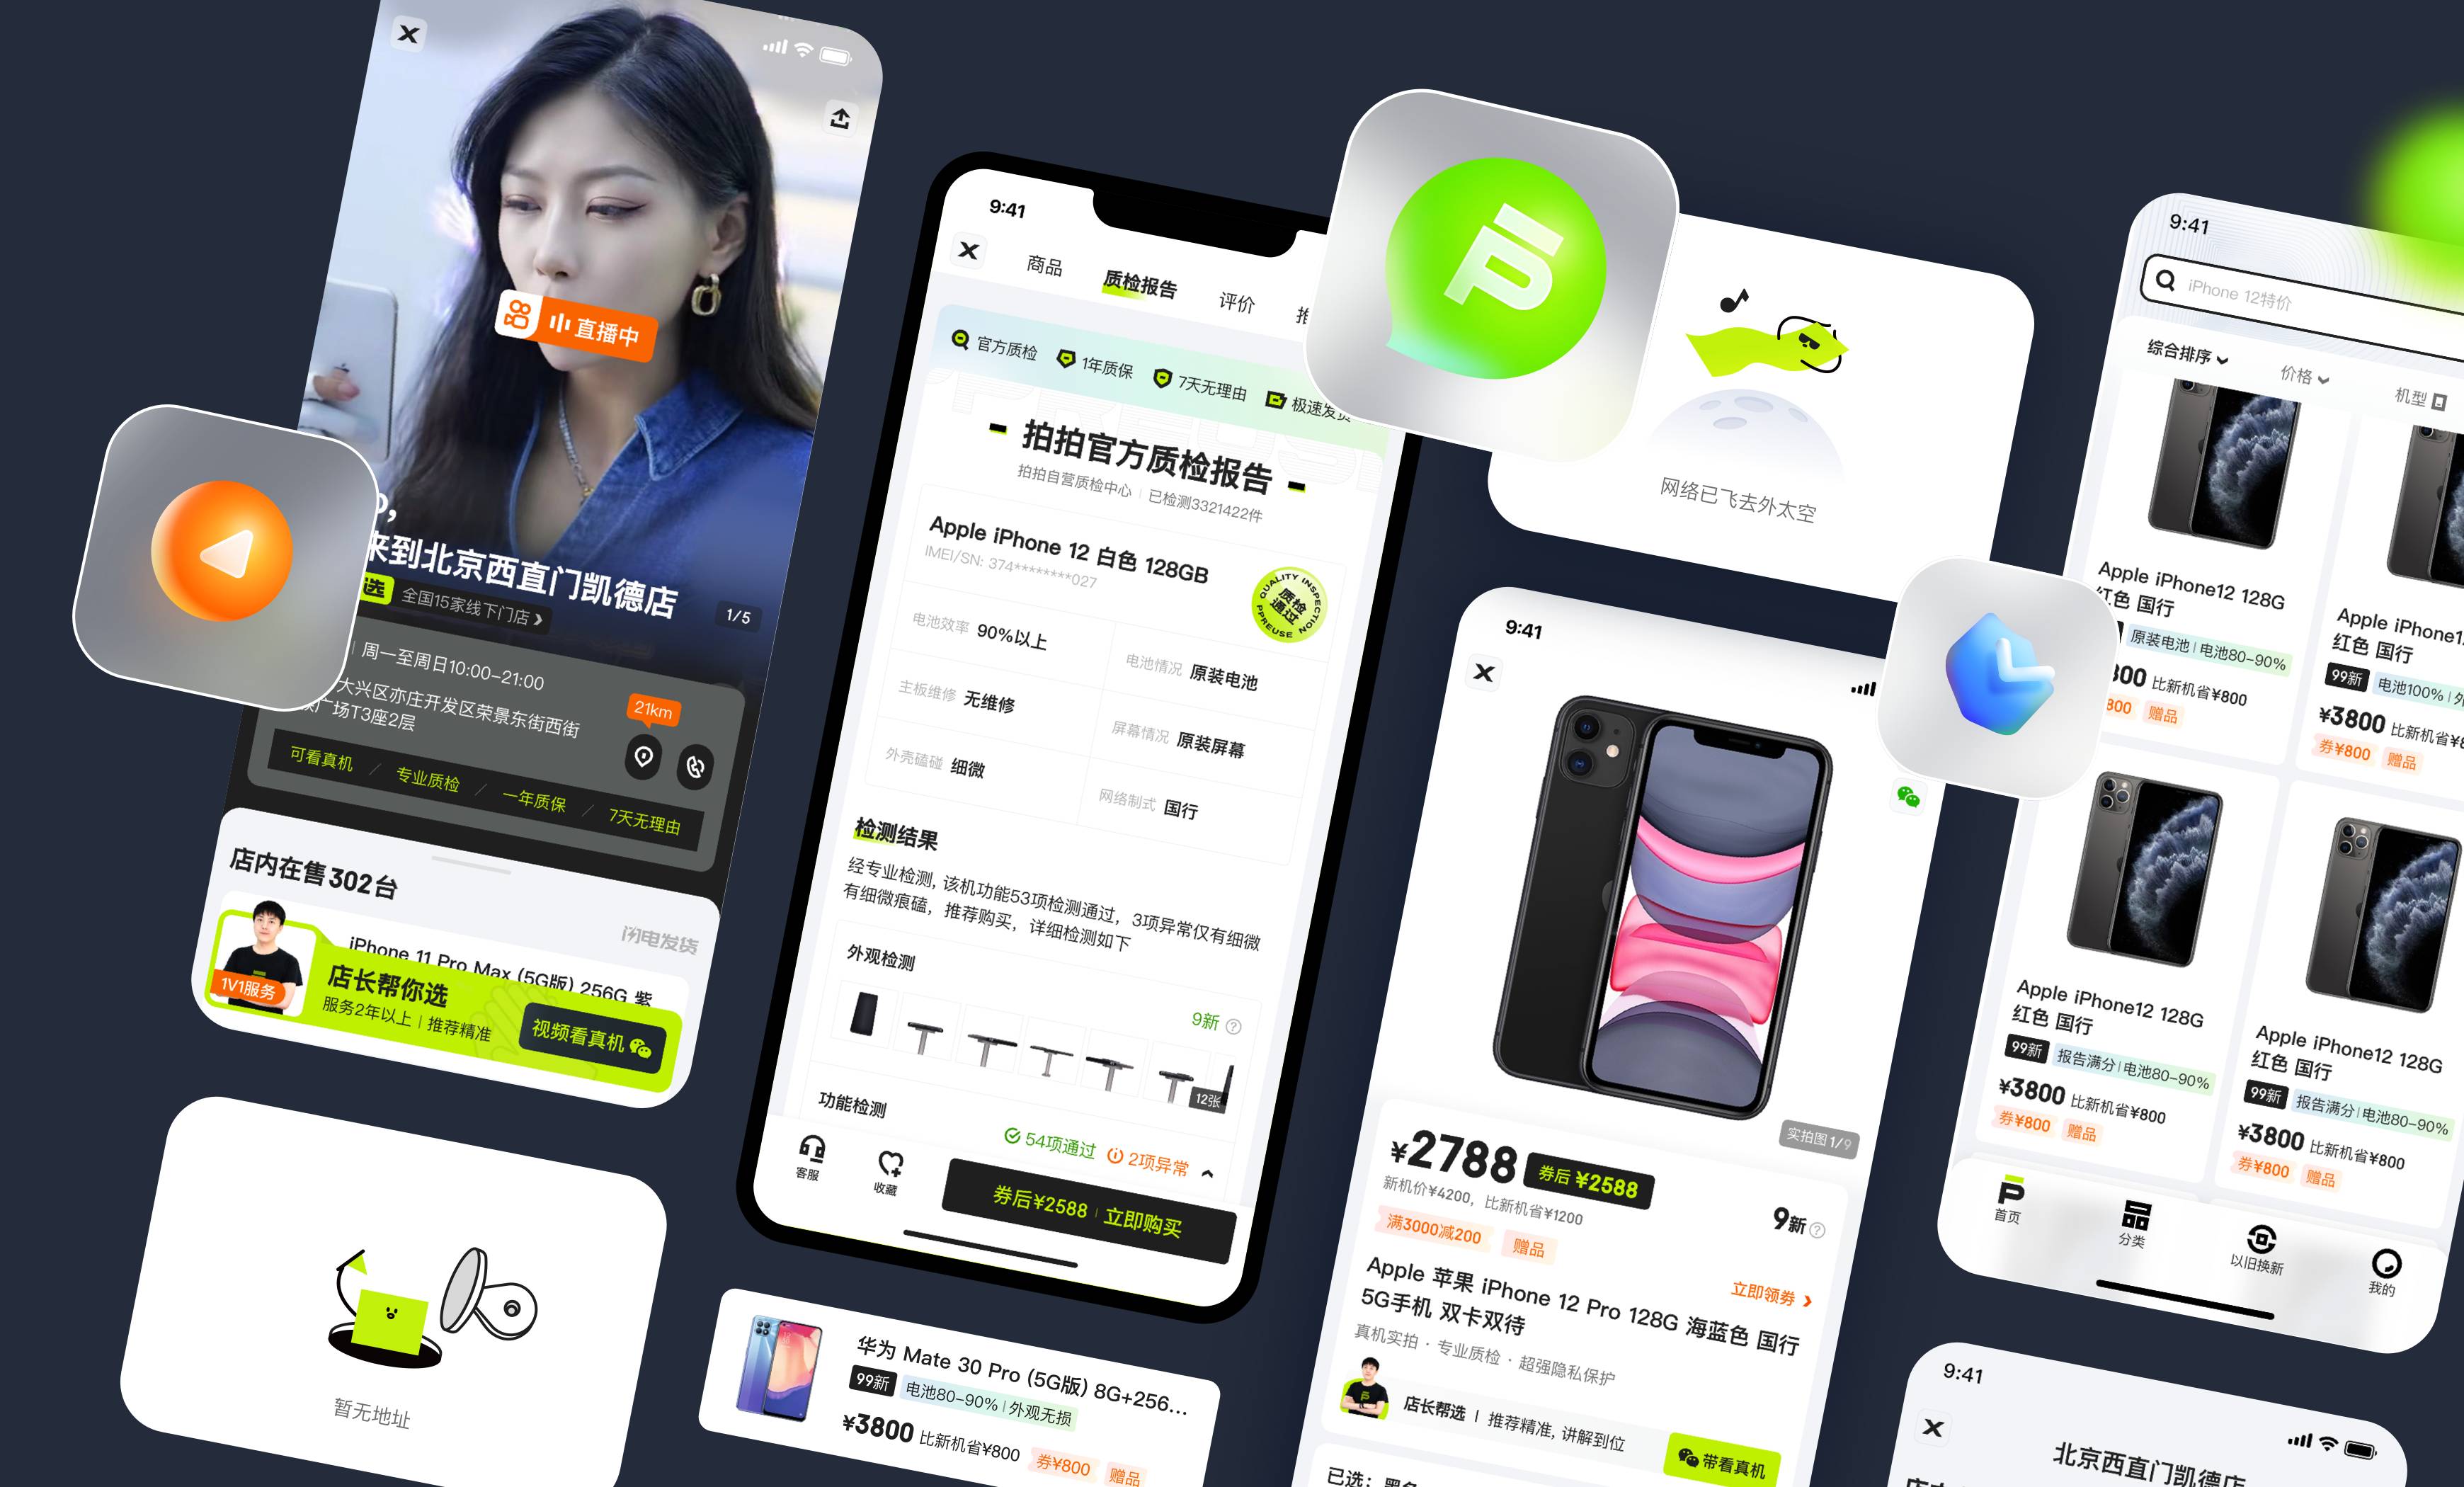 直播中
来到北京西直门凯德店
选 全国15家线下门店
1/5
周一至周日10:00-21:00
大兴区亦庄开发区荣景东街西街
广场T3座2层
21km
可看真机 / 专业质检 / 一年质保 / 7天无理由
店内在售302台
闪电发货
iPhone 11 Pro Max (5G版) 256G 紫
1V1服务
店长帮你选
服务2年以上 | 推荐精准
视频看真机
暂无地址
9:41
商品 质检报告 评价
官方质检 1年质保 7天无理由 极速发货
拍拍官方质检报告
拍拍自营质检中心 | 已检测3321422件
Apple iPhone 12 白色 128GB
IMEI/SN: 374********027
QUALITY INSPECTION
质检
通过
PPREUSE
电池效率 90%以上
电池情况 原装电池
主板维修 无维修
屏幕情况 原装屏幕
外壳磕碰 细微
网络制式 国行
检测结果
经专业检测, 该机功能53项检测通过，3项异常仅有细微
有细微痕磕，推荐购买，详细检测如下
外观检测
9新
12张
功能检测
54项通过 2项异常
客服
收藏
券后¥2588 | 立即购买
华为 Mate 30 Pro (5G版) 8G+256...
99新 电池80-90% | 外观无损
¥3800 比新机省¥800 券¥800 赠品
网络已飞去外太空
9:41
实拍图1/9
¥2788 券后 ¥2588
新机价¥4200，比新机省¥1200
9新
满3000减200 赠品
立即领券
Apple 苹果 iPhone 12 Pro 128G 海蓝色 国行
5G手机 双卡双待
真机实拍 · 专业质检 · 超强隐私保护
店长帮选 | 推荐精准, 讲解到位
带看真机
已选：
9:41
iPhone 12特价
综合排序 价格 机型
Apple iPhone12 128G
红色 国行
原装电池 | 电池80-90%
800 比新机省¥800
800 赠品
Apple iPhone1
红色 国行
99新 电池100% |
¥3800 比新机省¥8
券¥800 赠品
Apple iPhone12 128G
红色 国行
99新 报告满分 | 电池80-90%
¥3800 比新机省¥800
券¥800 赠品
Apple iPhone12 128G
红色 国行
99新 报告满分 | 电池80-90%
¥3800 比新机省¥800
券¥800 赠品
首页
分类
以旧换新
我的
9:41
北京西直门凯德店